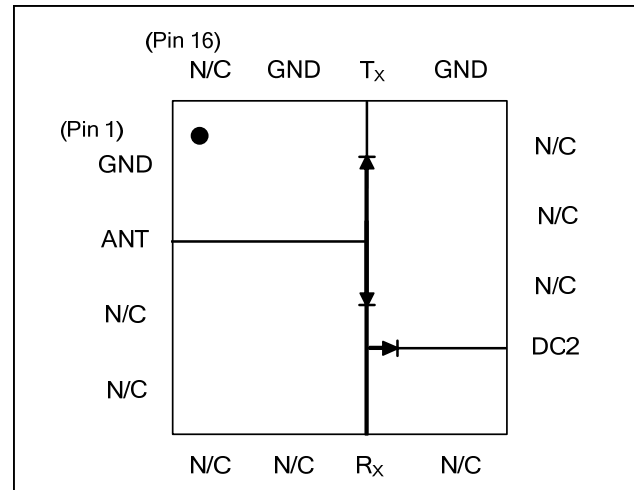 (Pin 16)
N/C GND TX GND
(Pin 1)
GND
N/C
ANT
N/C
N/C
N/C
DC2
N/C
N/C N/C RX N/C